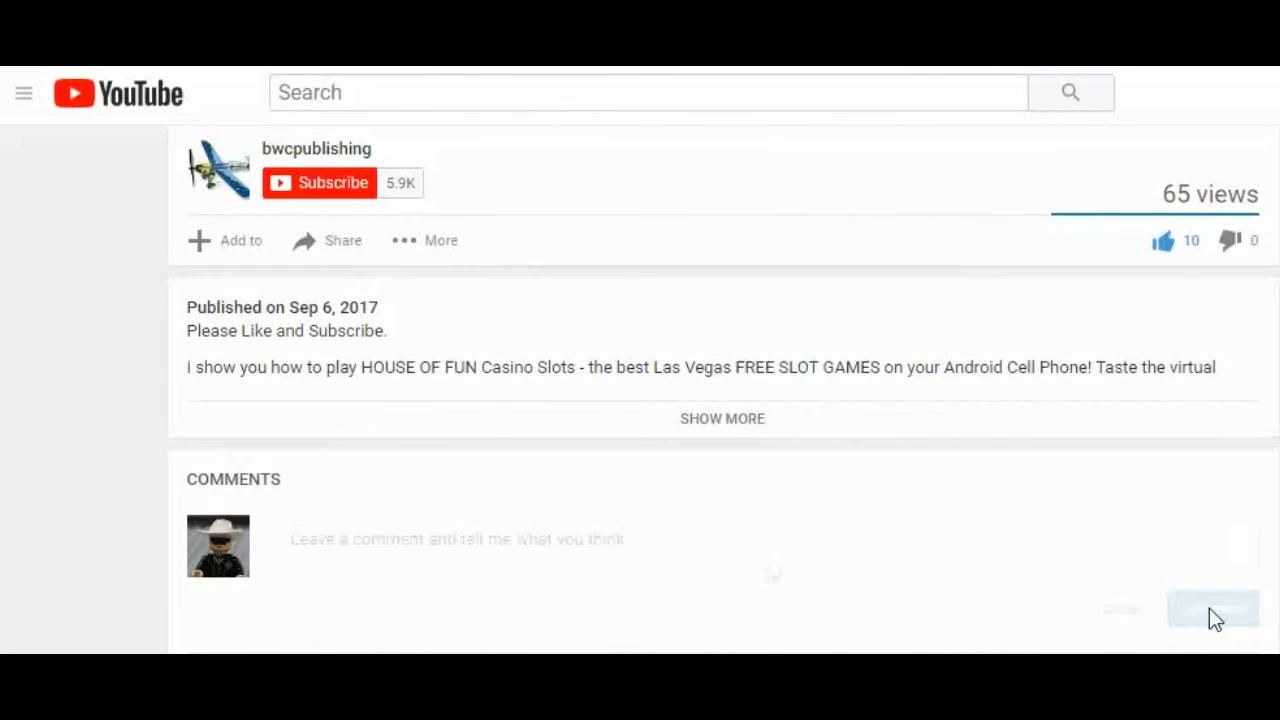 YouTube
Search
bwcpublishing
Subscribe 5.9K
65 views
Add to Share More
10 0
Published on Sep 6, 2017
Please Like and Subscribe.
I show you how to play HOUSE OF FUN Casino Slots - the best Las Vegas FREE SLOT GAMES on your Android Cell Phone! Taste the virtual
SHOW MORE
COMMENTS
Leave a comment and tell me what you think